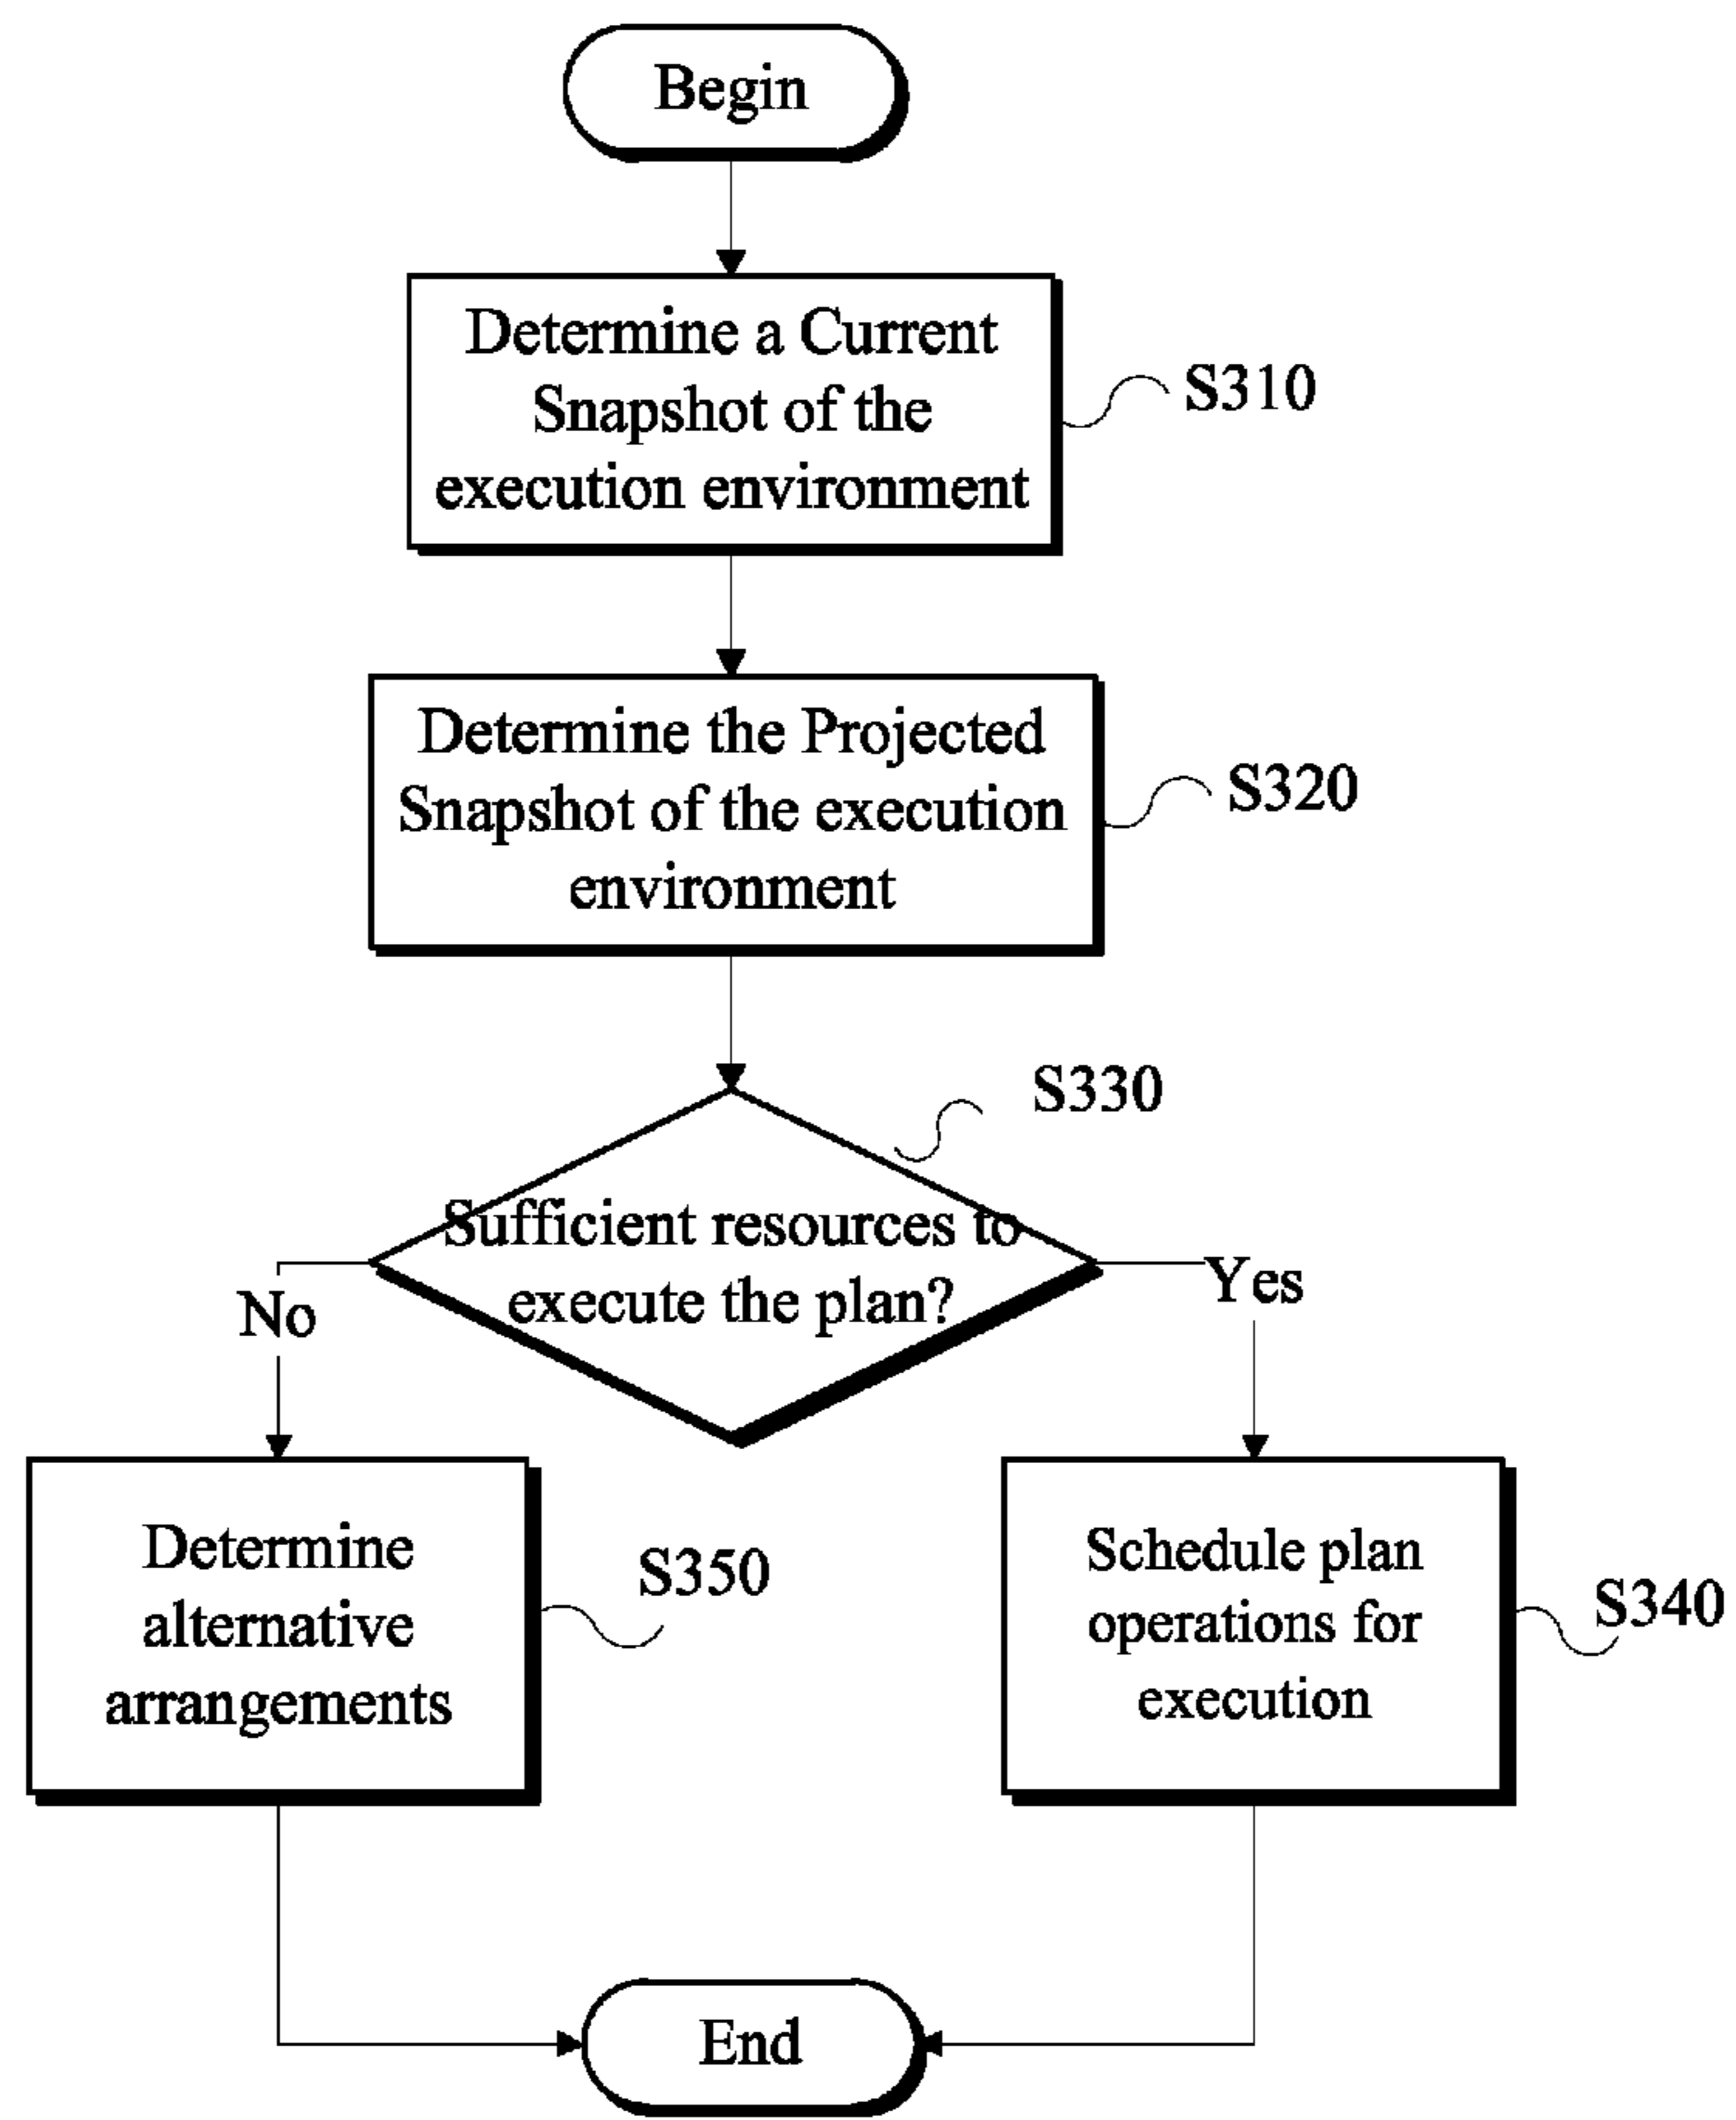 Begin
Determine a Current
Snapshot of the
execution environment
S310
Determine the Projected
Snapshot of the execution
environment
S320
S330
Sufficient resources to
execute the plan?
No
Yes
Determine
alternative
arrangements
S350
Schedule plan
operations for
execution
S340
End